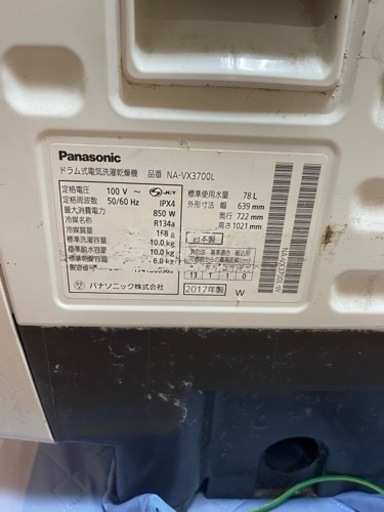 Panasonic
ドラム式電気洗濯乾燥機 品番 NA-VX3700L
定格電圧 100 V～
定格周波数 50/60 Hz IPX4
最大消費電力 850 W
冷媒名称 R134a
冷媒量 168 g
標準洗濯容量 10.0 kg
標準脱水容量 10.0 kg
標準乾燥容量 6.0 kg
JET
標準使用水量 78 L
外形寸法 幅 639 mm
奥行 722 mm
高さ 1021 mm
日本製
パナソニック株式会社
2017年製 W
NA-VX3700L-W